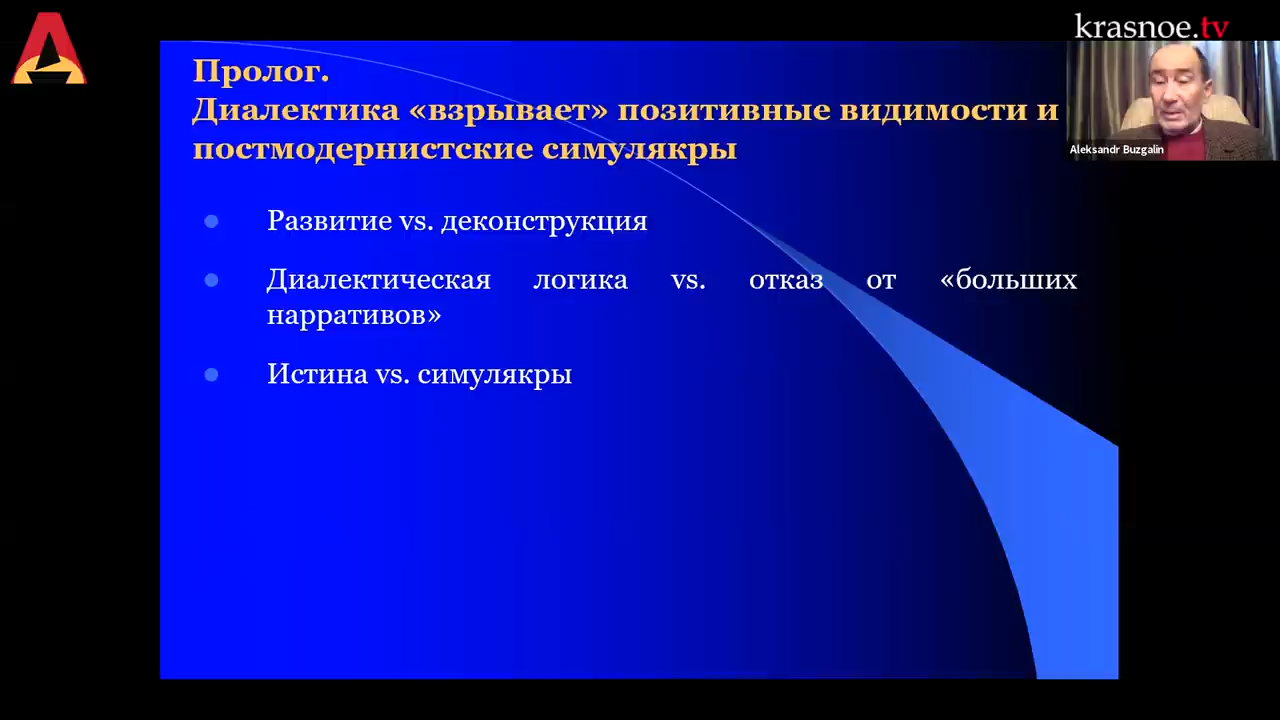 krasnoe.tv
Пролог.
Диалектика «взрывает» позитивные видимости и
постмодернистские симулякры
Aleksandr Buzgalin
Развитие vs. деконструкция
Диалектическая логика vs. отказ от «больших
нарративов»
Истина vs. симулякры